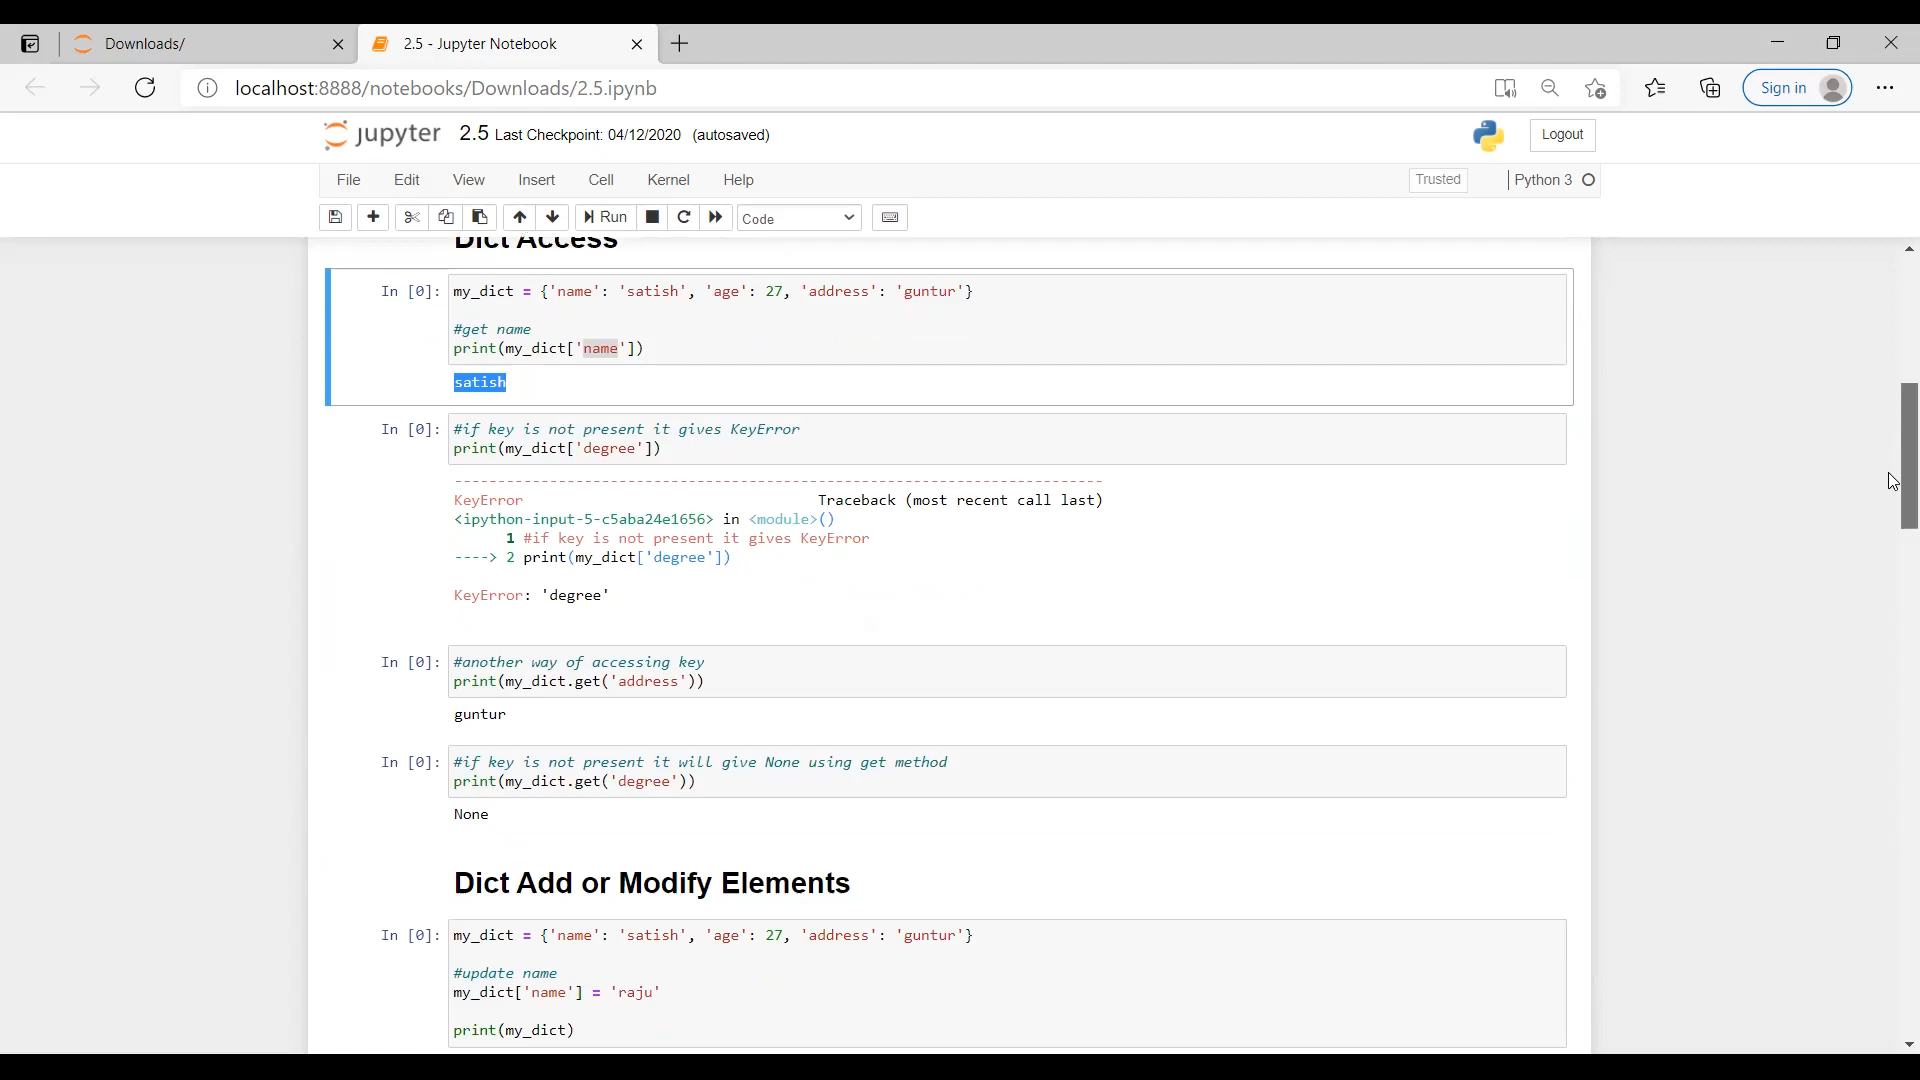 Downloads/
2.5 - Jupyter Notebook
localhost:8888/notebooks/Downloads/2.5.ipynb
Sign in
jupyter 2.5 Last Checkpoint: 04/12/2020 (autosaved)
Logout
File Edit View Insert Cell Kernel Help
Trusted
Python 3
Run
Code
Dict Access
In [0]: my_dict = {'name': 'satish', 'age': 27, 'address': 'guntur'}
#get name
print(my_dict['name'])
satish
In [0]: #if key is not present it gives KeyError
print(my_dict['degree'])
---------------------------------------------------------------------------
KeyError Traceback (most recent call last)
<ipython-input-5-c5aba24e1656> in <module>()
1 #if key is not present it gives KeyError
----> 2 print(my_dict['degree'])
KeyError: 'degree'
In [0]: #another way of accessing key
print(my_dict.get('address'))
guntur
In [0]: #if key is not present it will give None using get method
print(my_dict.get('degree'))
None
Dict Add or Modify Elements
In [0]: my_dict = {'name': 'satish', 'age': 27, 'address': 'guntur'}
#update name
my_dict['name'] = 'raju'
print(my_dict)